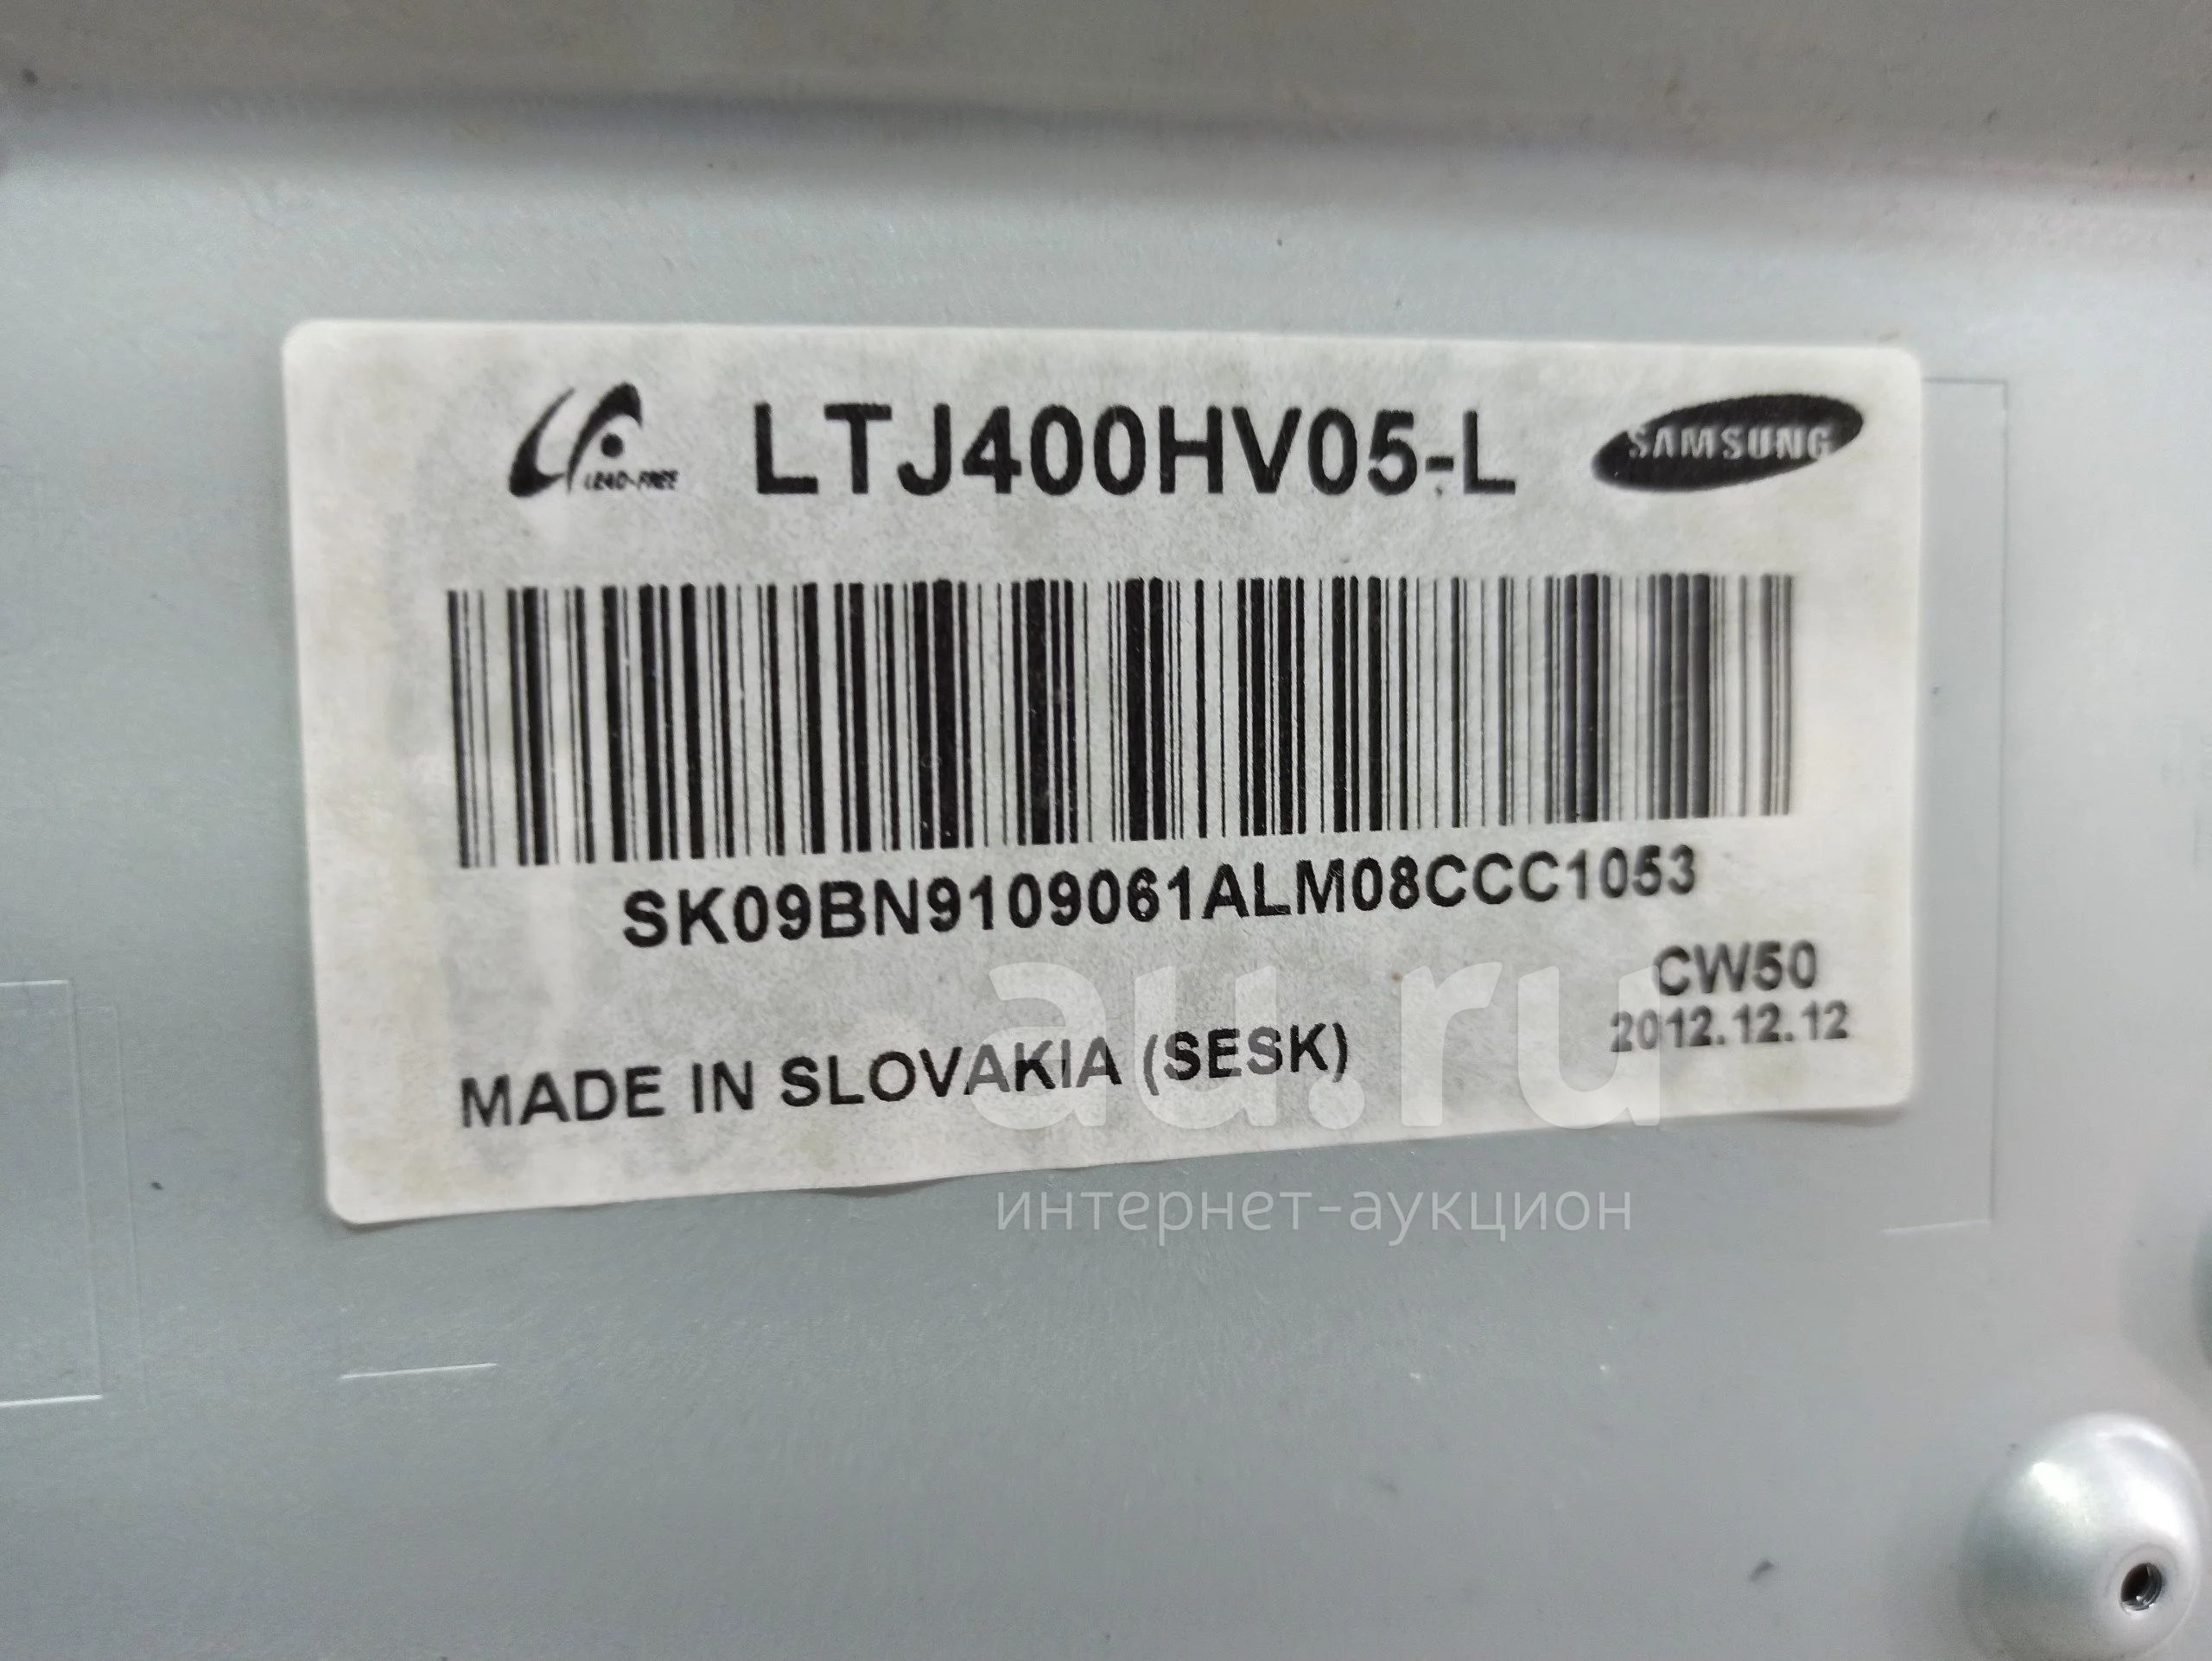 LEAD-FREE LTJ400HV05-L SAMSUNG
SK09BN9109061ALM08CCC1053
CW50
2012.12.12
MADE IN SLOVAKIA (SESK)
au.ru
интернет-аукцион